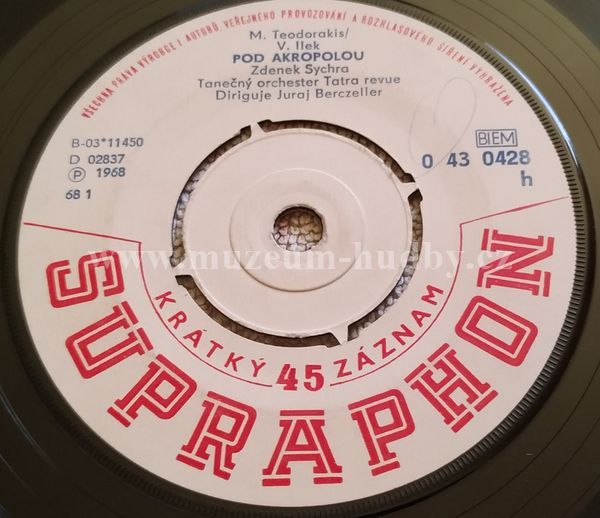 VŠECHNA PRÁVA VÝROBCE I AUTORŮ, VEŘEJNÉHO PROVOZOVÁNÍ A ROZHLASOVÉHO ŠÍŘENÍ VYHRAŽENA
M. Teodorakis/
V. Ilek
POD AKROPOLOU
Zdenek Sychra
Tanečný orchester Tatra revue
Diriguje Juraj Berczeller
B-03*11450
D 02837
Ⓟ 1968
68 1
BIEM
0 43 0428
h
www.muzeum-hudby.cz
KRÁTKÝ 45 ZÁZNAM
SUPRAPHON